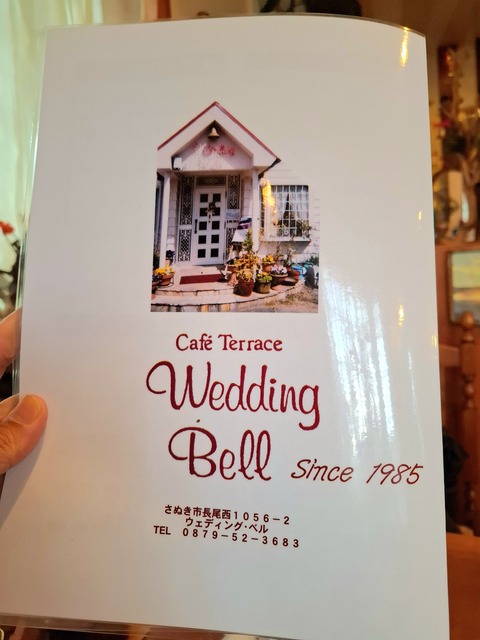 Café Terrace
Wedding
Bell Since 1985
さぬき市長尾西1056-2
ウェディング・ベル
TEL 0879-52-3683